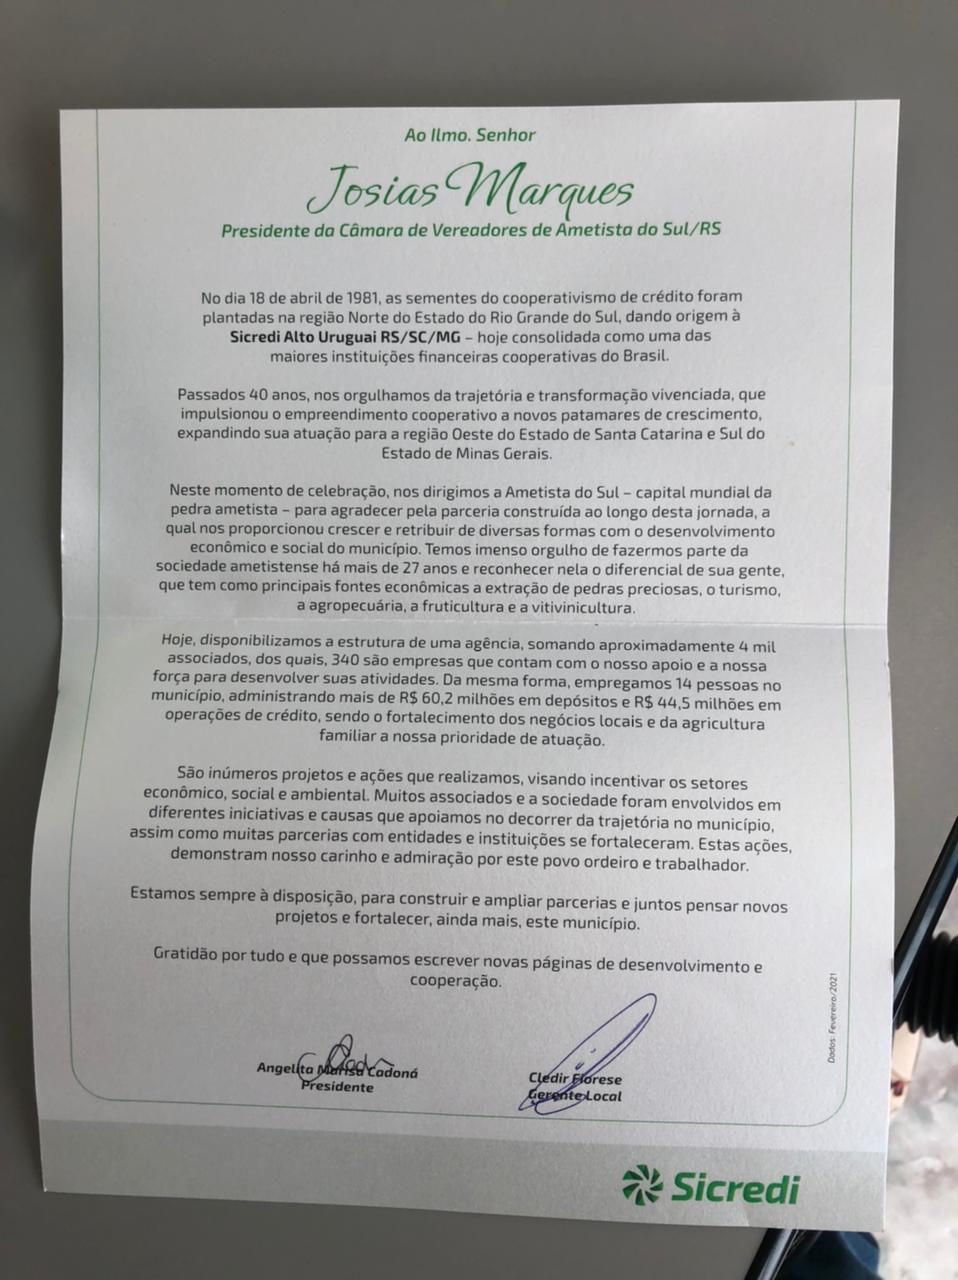 Ao Ilmo. Senhor
Josias Marques
Presidente da Câmara de Vereadores de Ametista do Sul/RS
No dia 18 de abril de 1981, as sementes do cooperativismo de crédito foram
plantadas na região Norte do Estado do Rio Grande do Sul, dando origem à
Sicredi Alto Uruguai RS/SC/MG – hoje consolidada como uma das
maiores instituições financeiras cooperativas do Brasil.
Passados 40 anos, nos orgulhamos da trajetória e transformação vivenciada, que
impulsionou o empreendimento cooperativo a novos patamares de crescimento,
expandindo sua atuação para a região Oeste do Estado de Santa Catarina e Sul do
Estado de Minas Gerais.
Neste momento de celebração, nos dirigimos a Ametista do Sul – capital mundial da
pedra ametista – para agradecer pela parceria construída ao longo desta jornada, a
qual nos proporcionou crescer e retribuir de diversas formas com o desenvolvimento
econômico e social do município. Temos imenso orgulho de fazermos parte da
sociedade ametistense há mais de 27 anos e reconhecer nela o diferencial de sua gente,
que tem como principais fontes econômicas a extração de pedras preciosas, o turismo,
a agropecuária, a fruticultura e a vitivinicultura.
Hoje, disponibilizamos a estrutura de uma agência, somando aproximadamente 4 mil
associados, dos quais, 340 são empresas que contam com o nosso apoio e a nossa
força para desenvolver suas atividades. Da mesma forma, empregamos 14 pessoas no
município, administrando mais de R$ 60,2 milhões em depósitos e R$ 44,5 milhões em
operações de crédito, sendo o fortalecimento dos negócios locais e da agricultura
familiar a nossa prioridade de atuação.
São inúmeros projetos e ações que realizamos, visando incentivar os setores
econômico, social e ambiental. Muitos associados e a sociedade foram envolvidos em
diferentes iniciativas e causas que apoiamos no decorrer da trajetória no município,
assim como muitas parcerias com entidades e instituições se fortaleceram. Estas ações,
demonstram nosso carinho e admiração por este povo ordeiro e trabalhador.
Estamos sempre à disposição, para construir e ampliar parcerias e juntos pensar novos
projetos e fortalecer, ainda mais, este município.
Gratidão por tudo e que possamos escrever novas páginas de desenvolvimento e
cooperação.
Angelita Marisa Cadoná
Presidente
Cledir Florese
Gerente Local
Dados: Fevereiro/2021
Sicredi